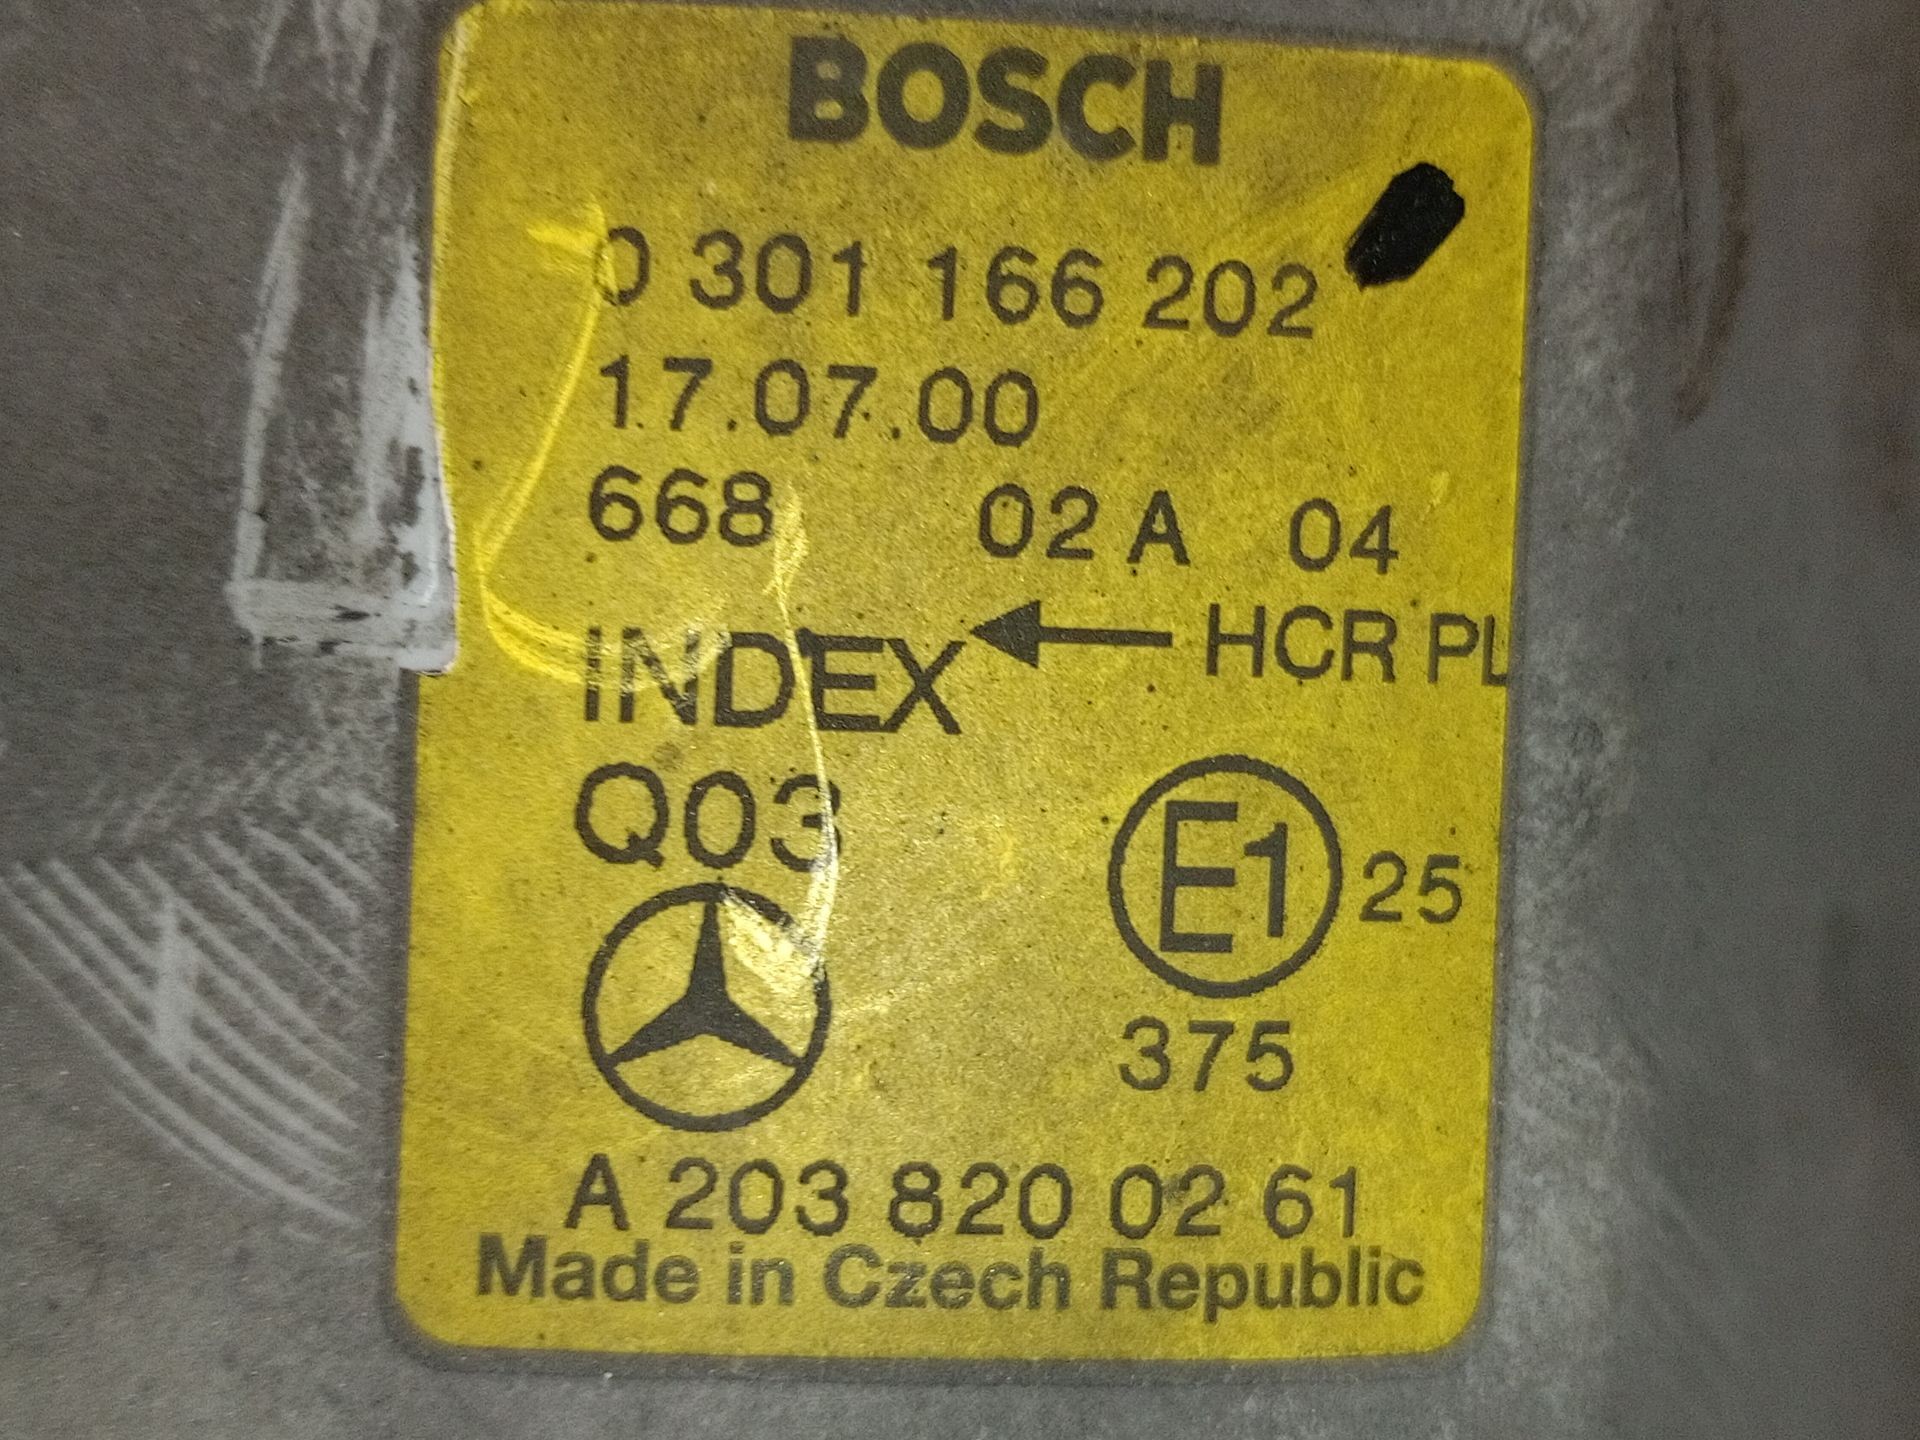 BOSCH
0 301 166 202
17.07.00
668 02 A 04
INDEX ← HCR PL
Q03
E1 25
375
A 203 820 02 61
Made in Czech Republic